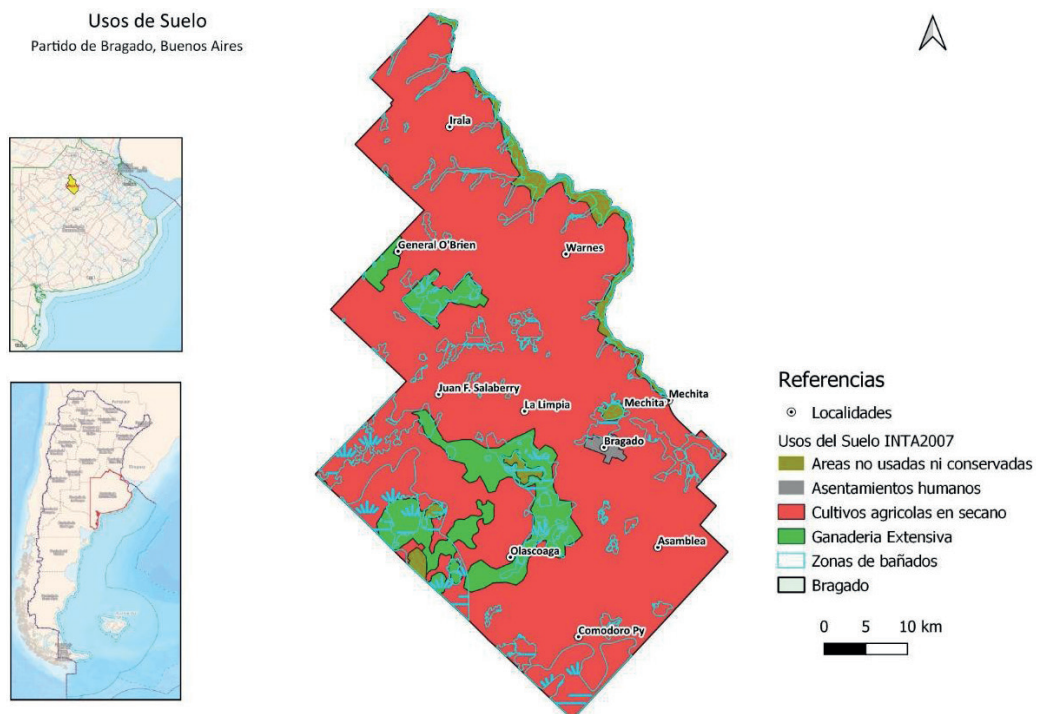 Usos de Suelo
Partido de Bragado, Buenos Aires
Irala
General O'Brien
Warnes
Juan F. Salaberry
La Limpia
Mechita
Mechita
Bragado
Olascoaga
Asamblea
Comodoro Py
Referencias
Localidades
Usos del Suelo INTA2007
Areas no usadas ni conservadas
Asentamientos humanos
Cultivos agricolas en secano
Ganaderia Extensiva
Zonas de bañados
Bragado
0 5 10 km